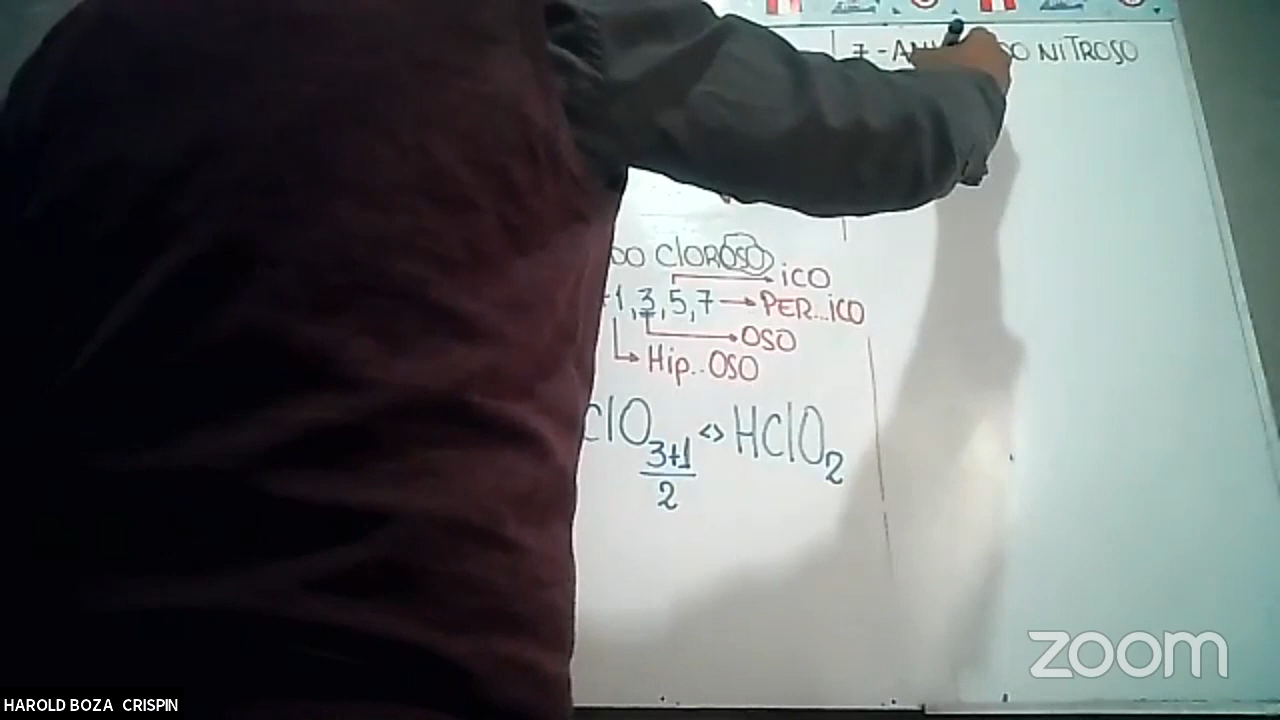 7-
NiTROSO
CloROSO
iCO
1,3,5,7 → PER...iCO
OSO
Hip..OSO
ClO 3+1/2 <> HClO2
zoom
HAROLD BOZA CRISPIN